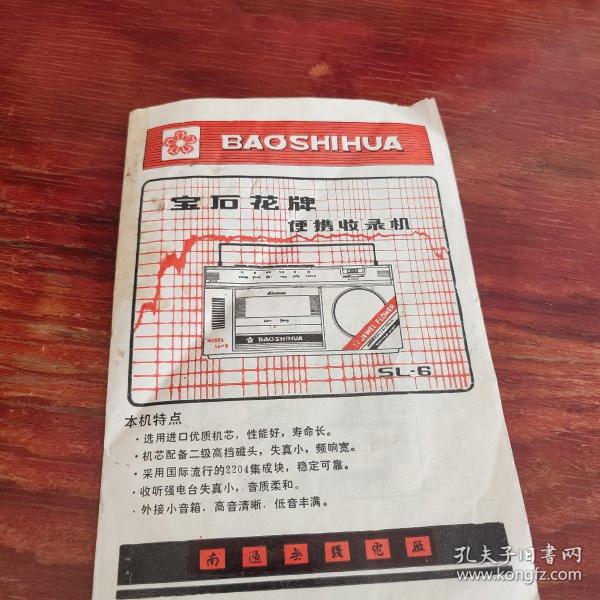 BAOSHIHUA
宝石花牌
便携收录机
BAOSHIHUA
JEWEL FLOWER
SL-6
本机特点
·选用进口优质机芯，性能好，寿命长。
·机芯配备二级高挡磁头，失真小，频响宽。
·采用国际流行的2204集成块，稳定可靠。
·收听强电台失真小，音质柔和。
·外接小音箱．高音清晰．低音丰满。
南通无线電厰
孔夫子旧書网
www.kongfz.com